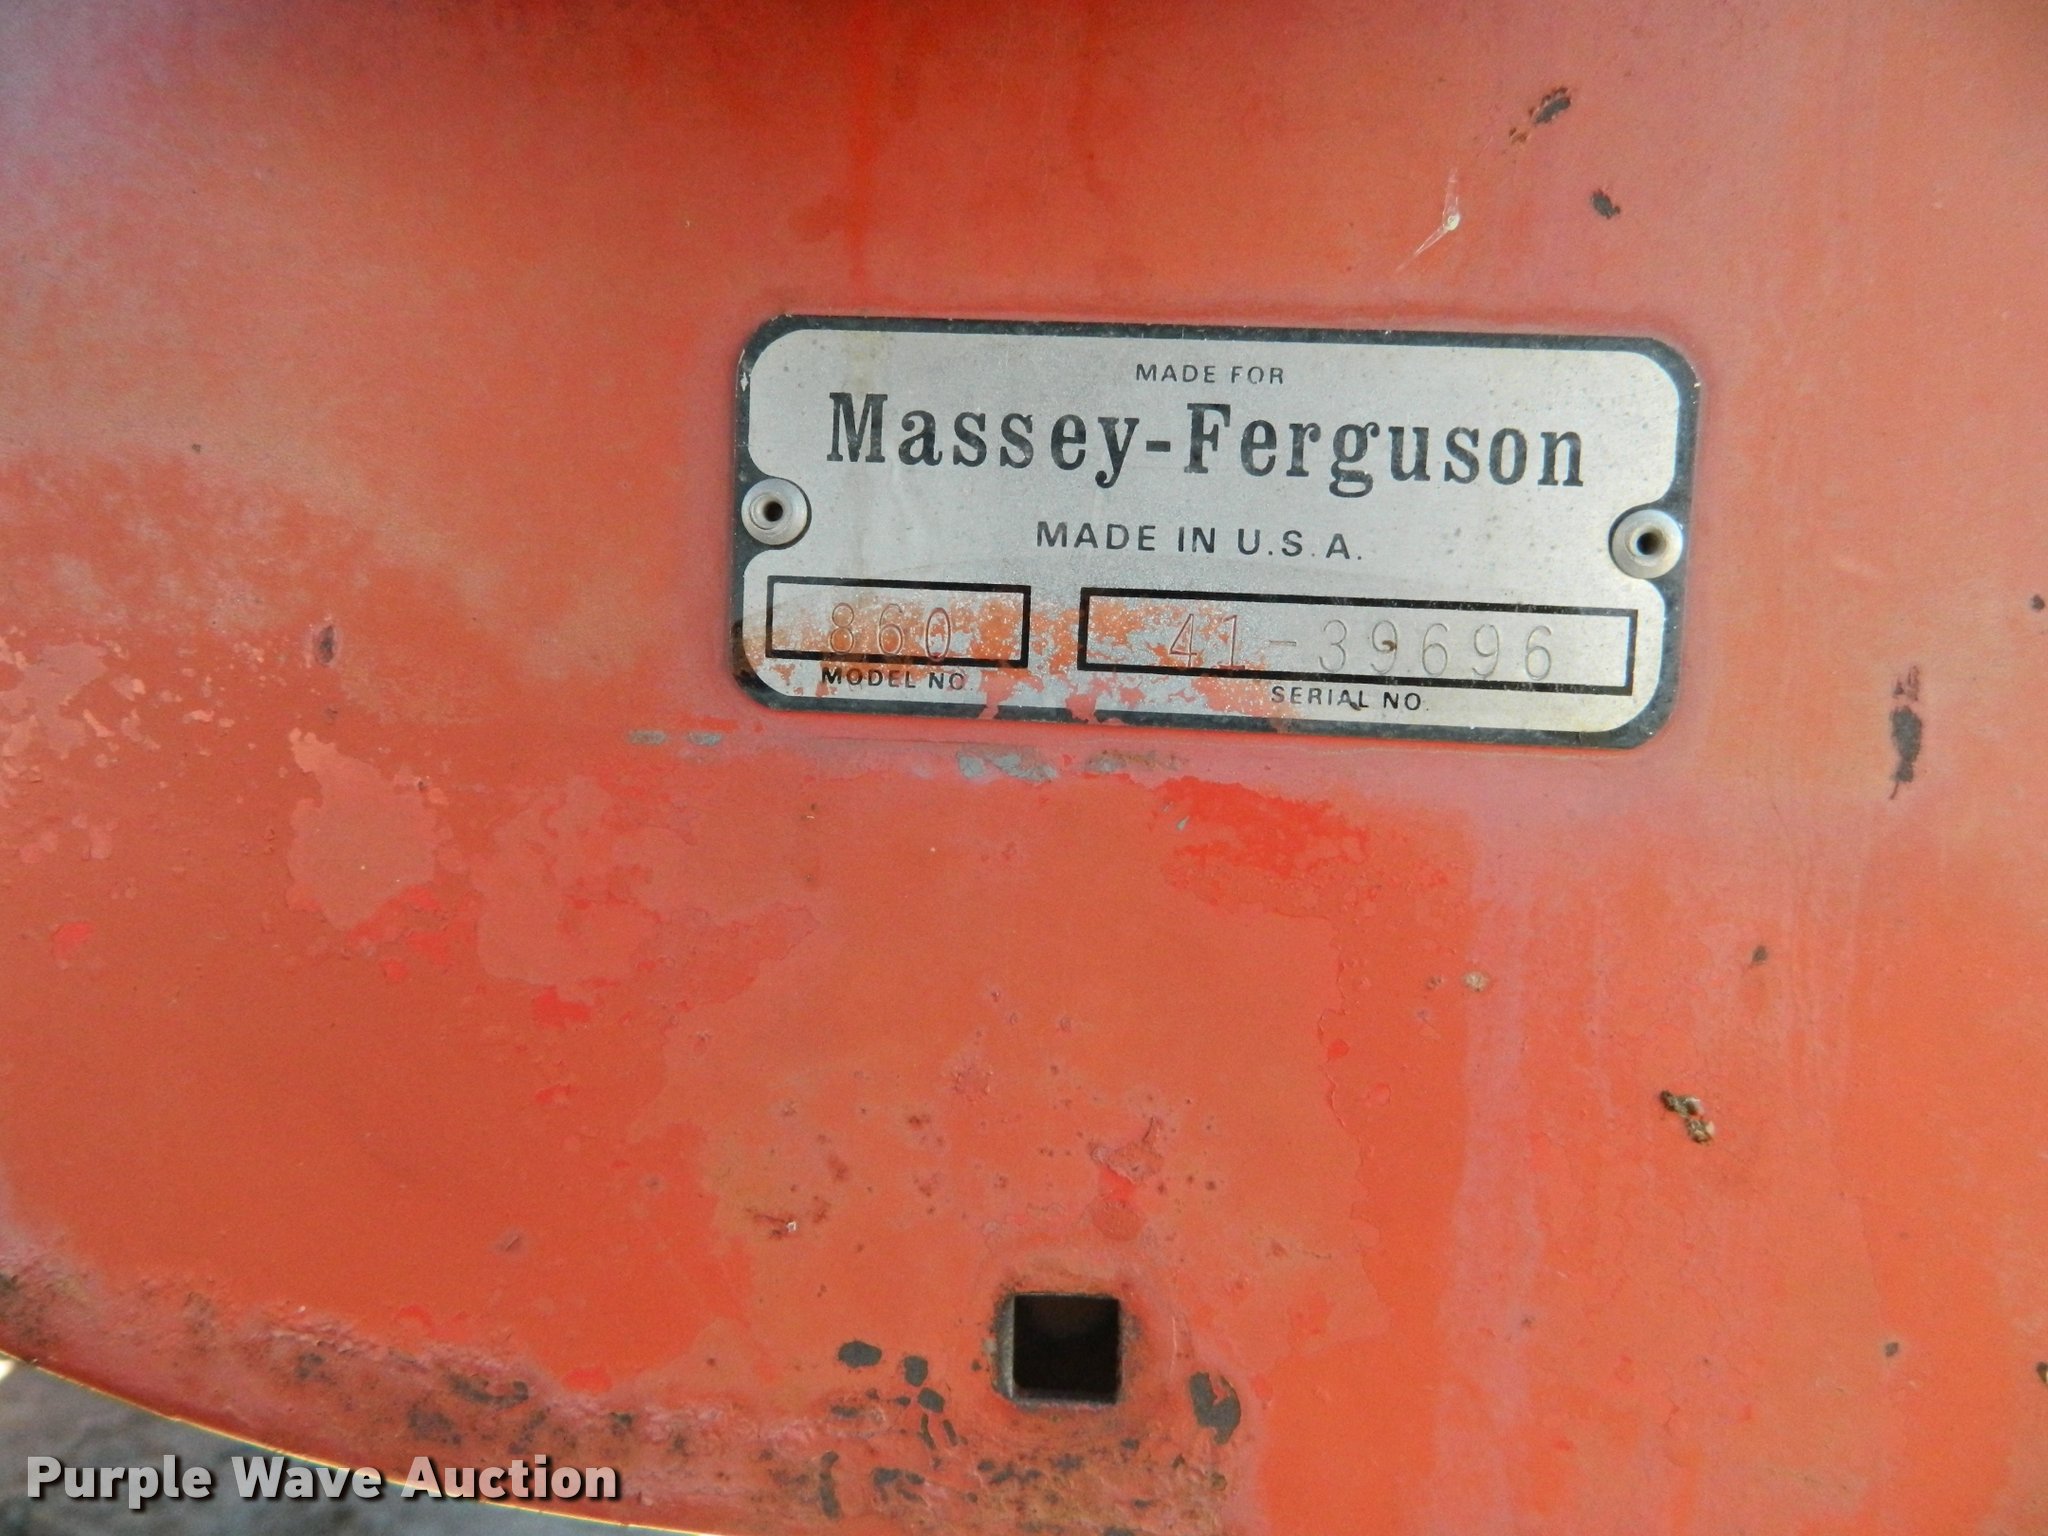 MADE FOR
Massey-Ferguson
MADE IN U.S.A.
860 41-39696
MODEL NO. SERIAL NO.
Purple Wave Auction